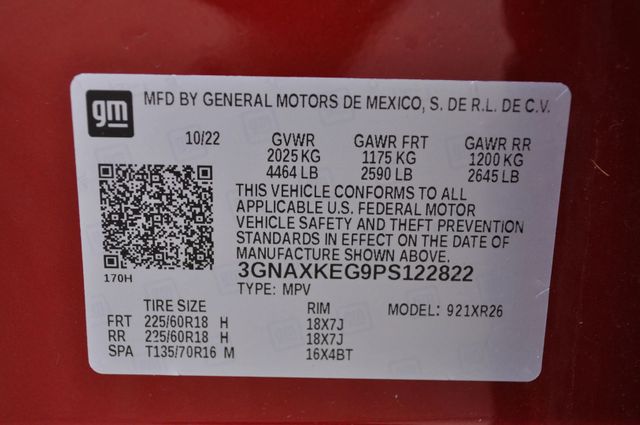 gm
MFD BY GENERAL MOTORS DE MEXICO, S. DE R.L. DE C.V.
10/22 GVWR GAWR FRT GAWR RR
2025 KG 1175 KG 1200 KG
4464 LB 2590 LB 2645 LB
THIS VEHICLE CONFORMS TO ALL
APPLICABLE U.S. FEDERAL MOTOR
VEHICLE SAFETY AND THEFT PREVENTION
STANDARDS IN EFFECT ON THE DATE OF
MANUFACTURE SHOWN ABOVE.
3GNAXKEG9PS122822
170H
TYPE: MPV
TIRE SIZE RIM MODEL: 921XR26
FRT 225/60R18 H 18X7J
RR 225/60R18 H 18X7J
SPA T135/70R16 M 16X4BT